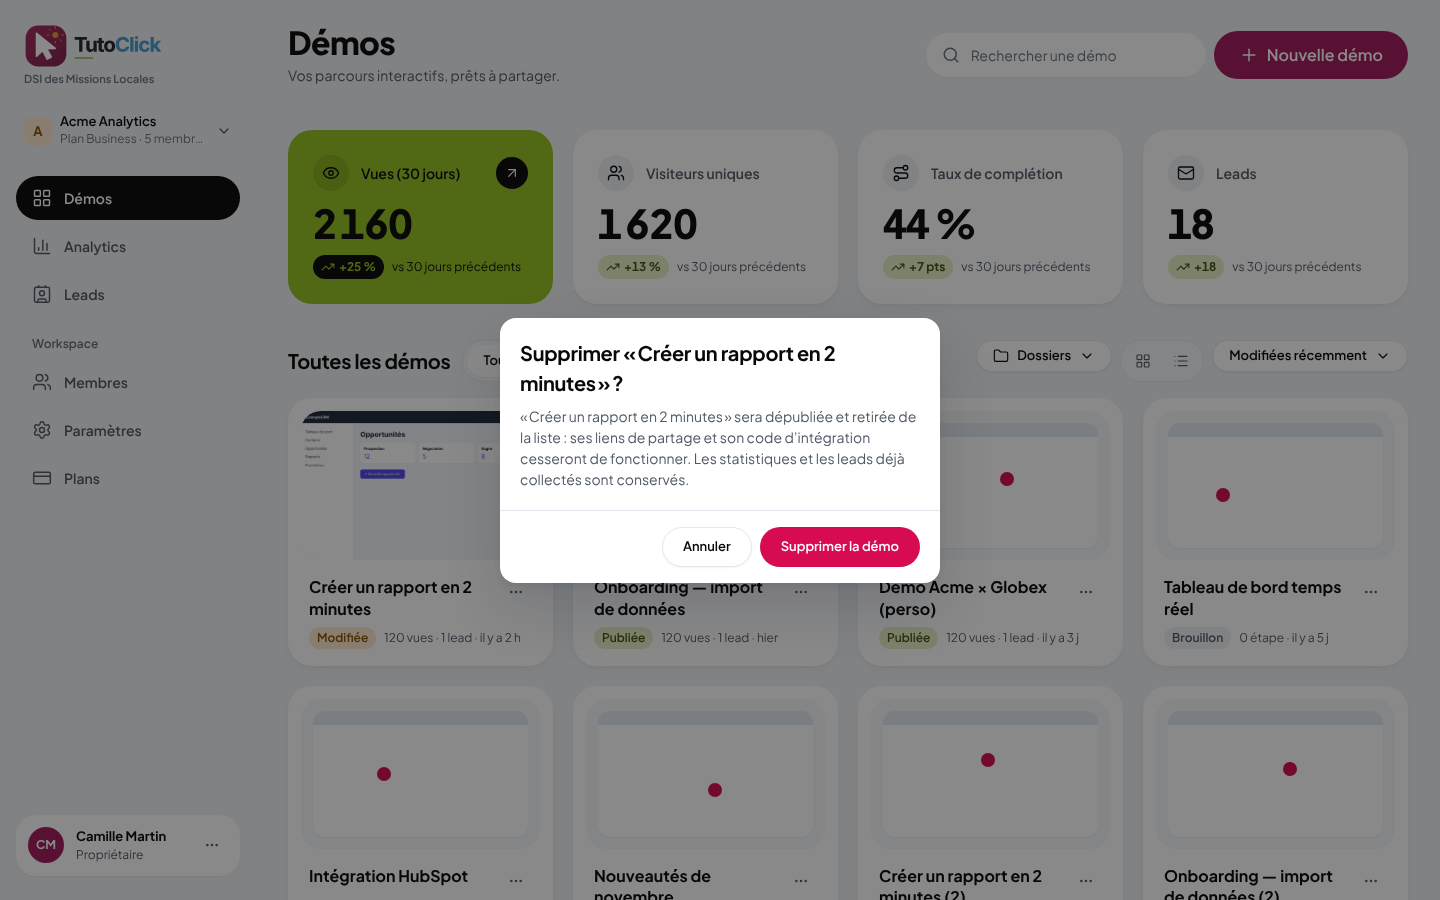 TutoClick
DSI des Missions Locales
A
Acme Analytics
Plan Business · 5 membr...
Démos
Analytics
Leads
Workspace
Membres
Paramètres
Plans
CM
Camille Martin
Propriétaire
Démos
Vos parcours interactifs, prêts à partager.
Rechercher une démo
Nouvelle démo
Vues (30 jours)
2 160
+25 %
vs 30 jours précédents
Visiteurs uniques
1 620
+13 %
vs 30 jours précédents
Taux de complétion
44 %
+7 pts
vs 30 jours précédents
Leads
18
+18
vs 30 jours précédents
Toutes les démos
Dossiers
Modifiées récemment
Supprimer « Créer un rapport en 2
minutes » ?
« Créer un rapport en 2 minutes » sera dépubliée et retirée de
la liste : ses liens de partage et son code d'intégration
cesseront de fonctionner. Les statistiques et les leads déjà
collectés sont conservés.
Annuler
Supprimer la démo
Opportunités
Créer un rapport en 2
minutes
Modifiée
120 vues · 1 lead · il y a 2 h
Onboarding — import
de données
Publiée
120 vues · 1 lead · hier
Démo Acme × Globex
(perso)
Publiée
120 vues · 1 lead · il y a 3 j
Tableau de bord temps
réel
Brouillon
0 étape · il y a 5 j
Intégration HubSpot
Nouveautés de
novembre
Créer un rapport en 2
minutes (2)
Onboarding — import
de données (2)